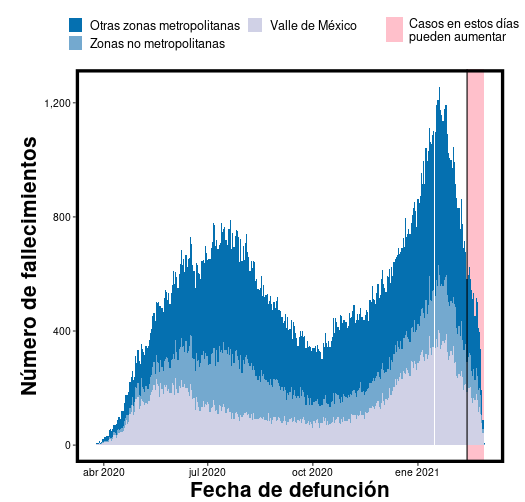 Otras zonas metropolitanas
Valle de México
Casos en estos días
pueden aumentar
Zonas no metropolitanas
Número de fallecimientos
1,200
800
400
0
abr 2020
jul 2020
oct 2020
ene 2021
Fecha de defunción